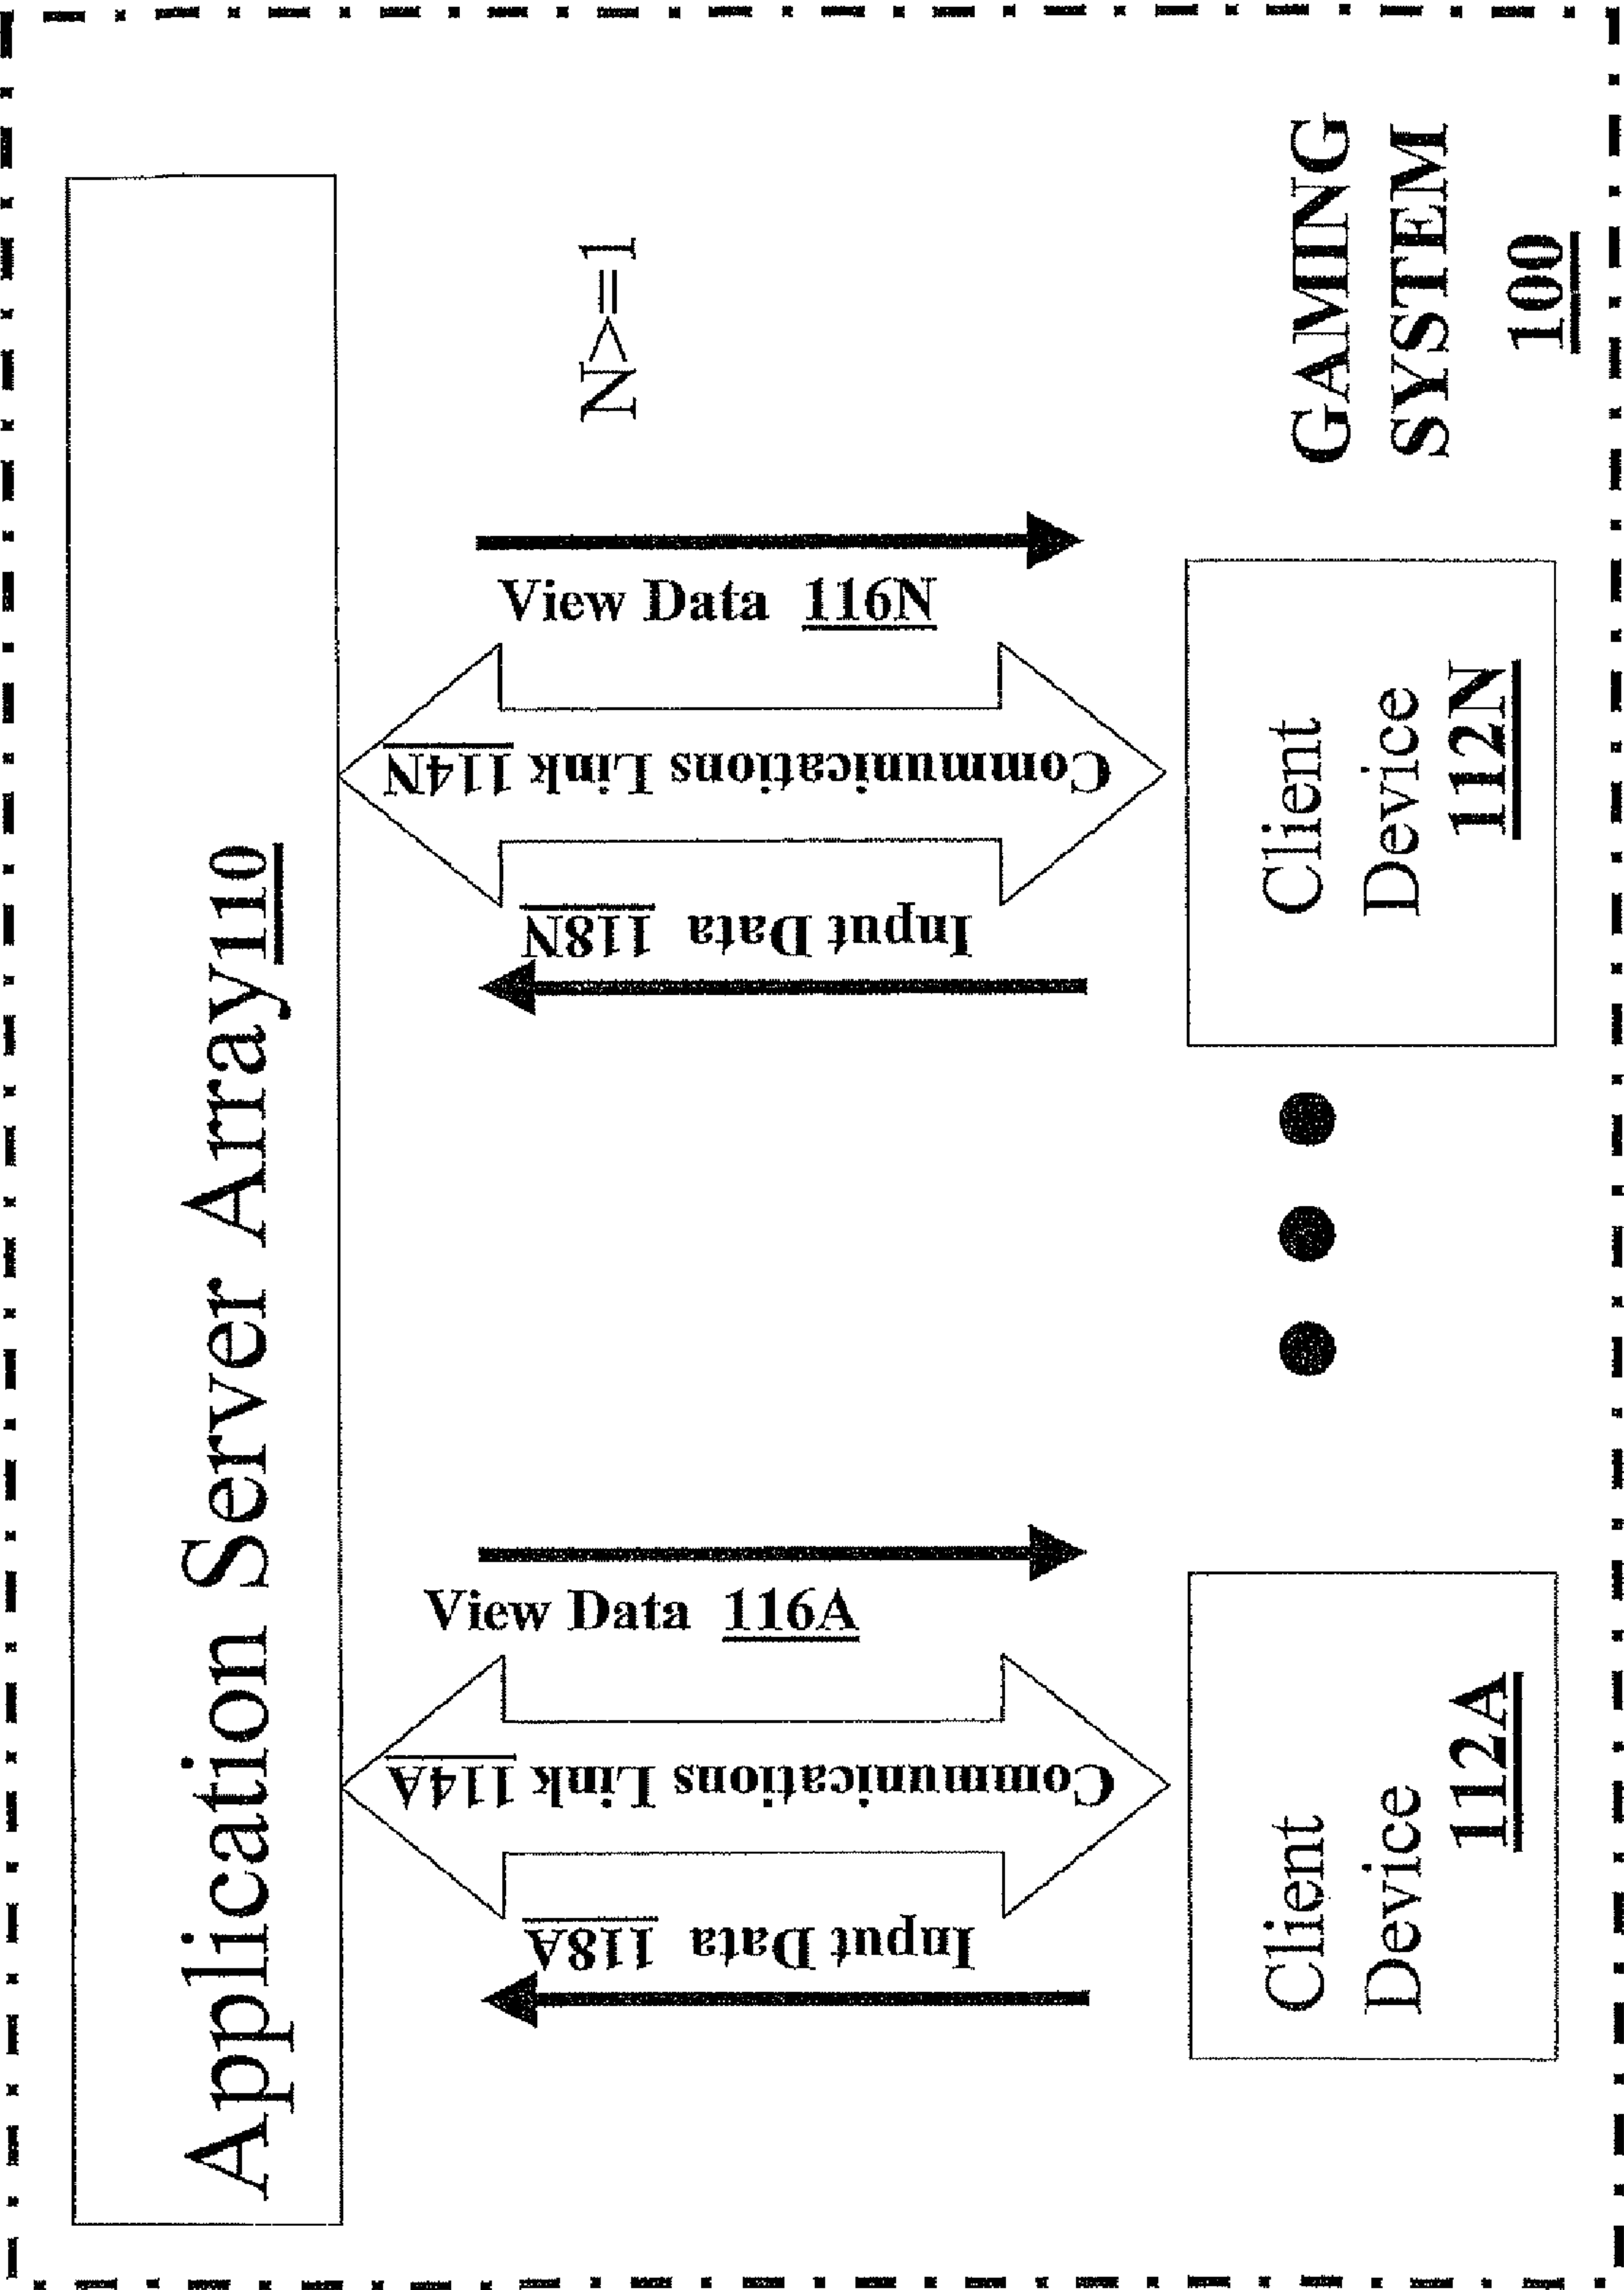 Application Server Array110
Input Data 118A
Communications Link 114A
View Data 116A
Input Data 118N
Communications Link 114N
View Data 116N
N>=1
Client
Device
112A
Client
Device
112N
GAMING
SYSTEM
100